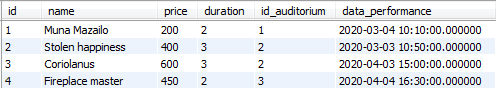 id name price duration id_auditorium data_performance
1 Muna Mazailo 200 2 1 2020-03-04 10:10:00.000000
2 Stolen happiness 400 3 2 2020-03-03 10:50:00.000000
3 Coriolanus 600 3 2 2020-04-03 15:00:00.000000
4 Fireplace master 450 2 3 2020-04-04 16:30:00.000000